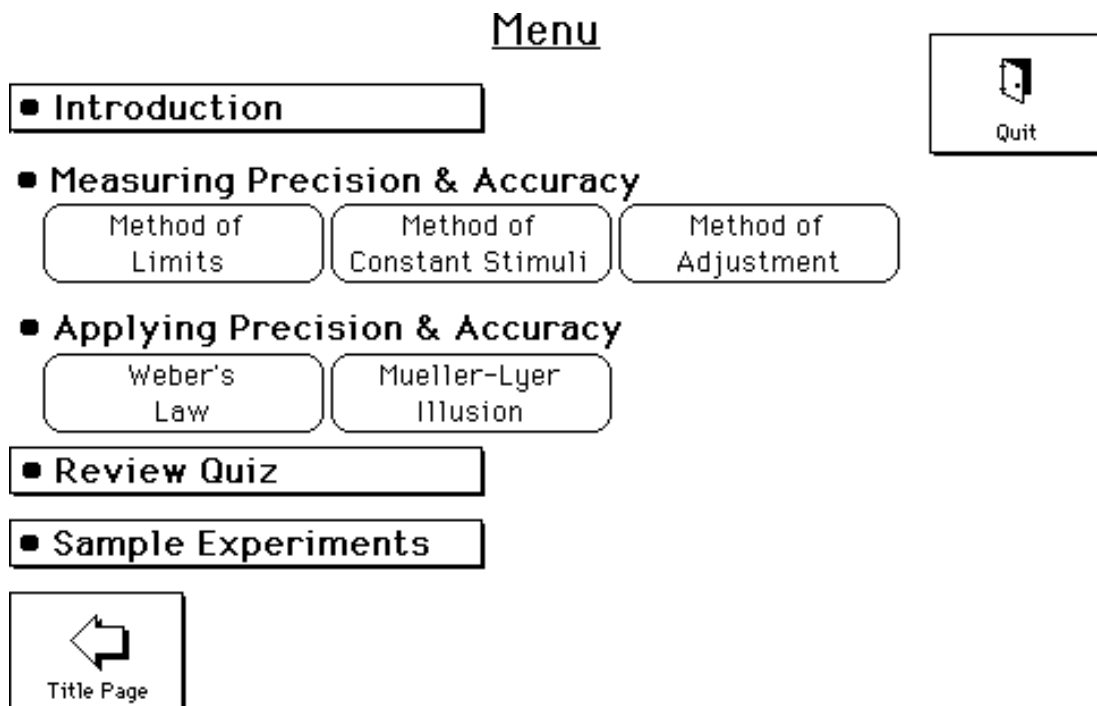 Menu
Quit
• Introduction
• Measuring Precision & Accuracy
Method of
Limits
Method of
Constant Stimuli
Method of
Adjustment
• Applying Precision & Accuracy
Weber's
Law
Mueller-Lyer
Illusion
• Review Quiz
• Sample Experiments
Title Page